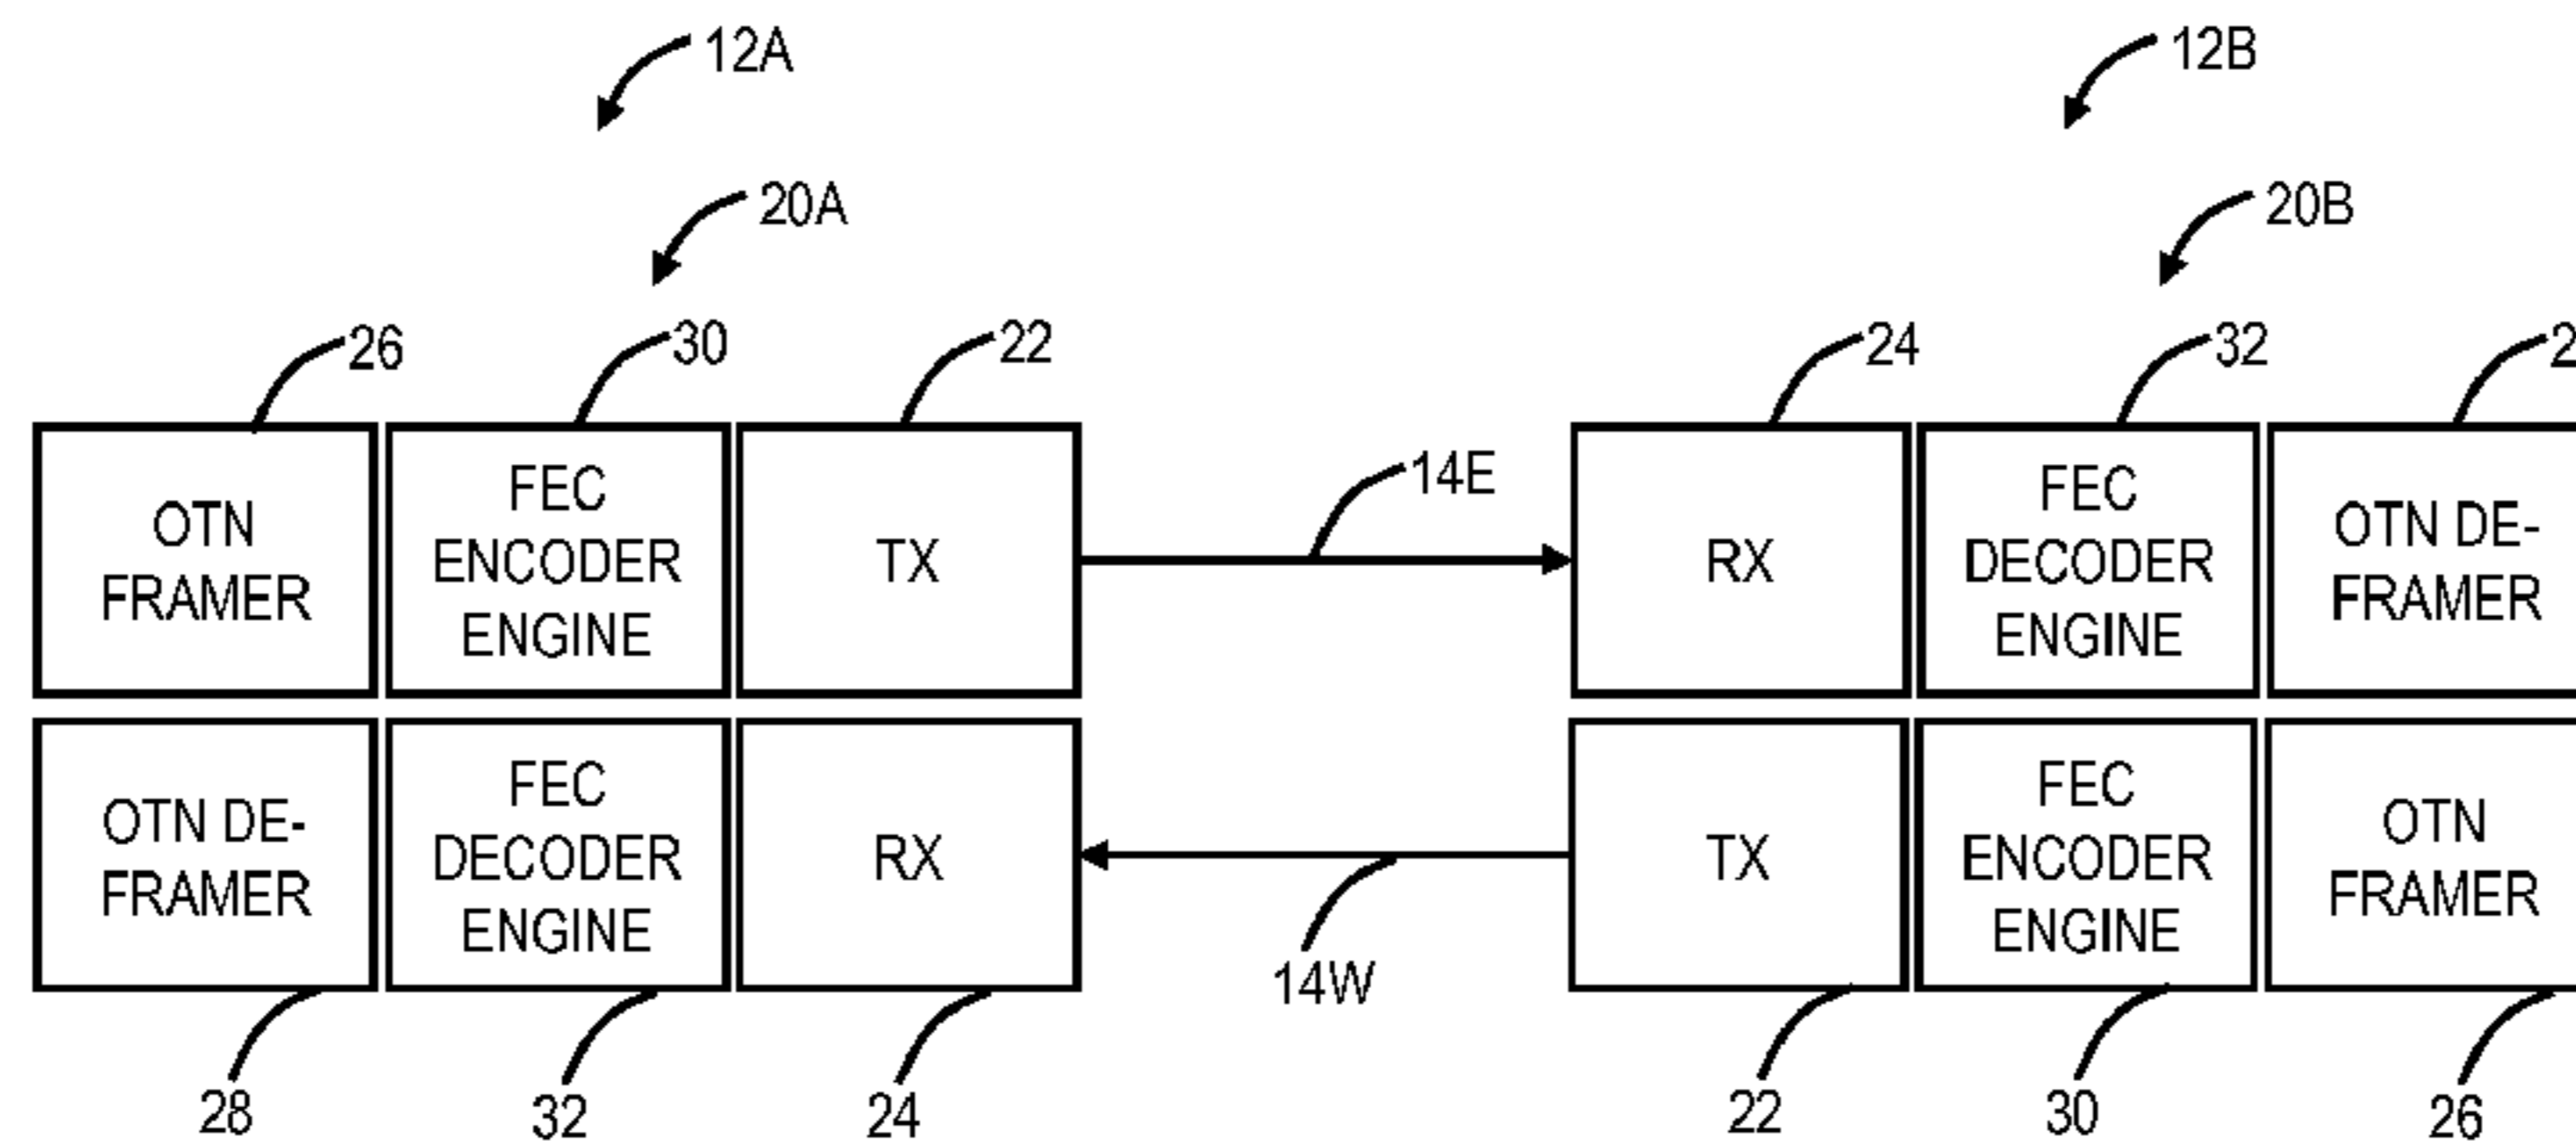 12A
12B
20A
20B
26
30
22
24
32
14E
OTN
FRAMER
FEC
ENCODER
ENGINE
TX
RX
FEC
DECODER
ENGINE
OTN DE-
FRAMER
OTN DE-
FRAMER
FEC
DECODER
ENGINE
RX
TX
FEC
ENCODER
ENGINE
OTN
FRAMER
14W
28
32
24
22
30
26